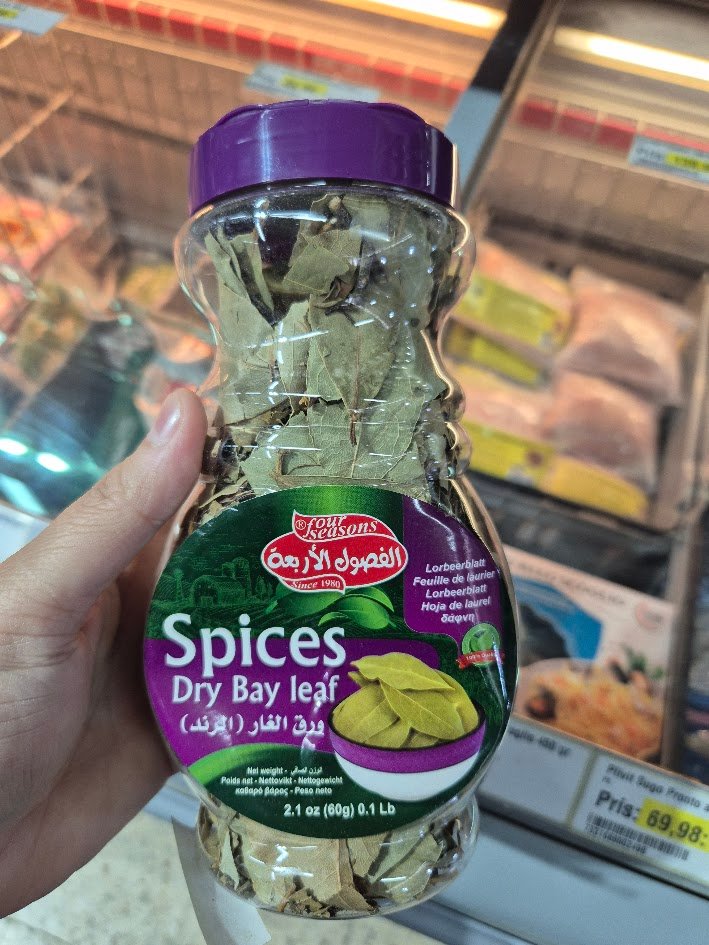 ® four
seasons
الفصول الأربعة
Since 1980
Lorbeerblatt
Feuille de laurier
Lorbeerblatt
Hoja de laurel
δάφνη
Spices
Dry Bay leaf
ورق الغار (الرند)
Net weight - الوزن الصافي
Poids net - Nettovikt - Nettogewicht
καθαρό βάρος - Peso neto
2.1 oz (60g) 0.1 Lb
Pris: 69,98: